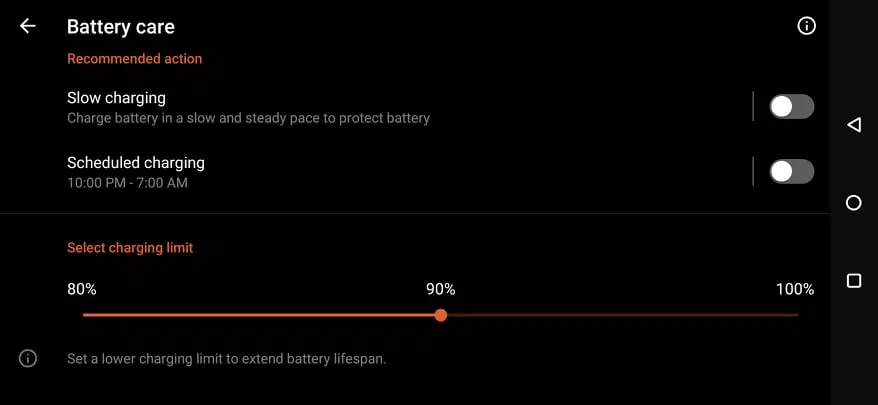 Battery care
Recommended action
Slow charging
Charge battery in a slow and steady pace to protect battery
Scheduled charging
10:00 PM - 7:00 AM
Select charging limit
80% 90% 100%
Set a lower charging limit to extend battery lifespan.